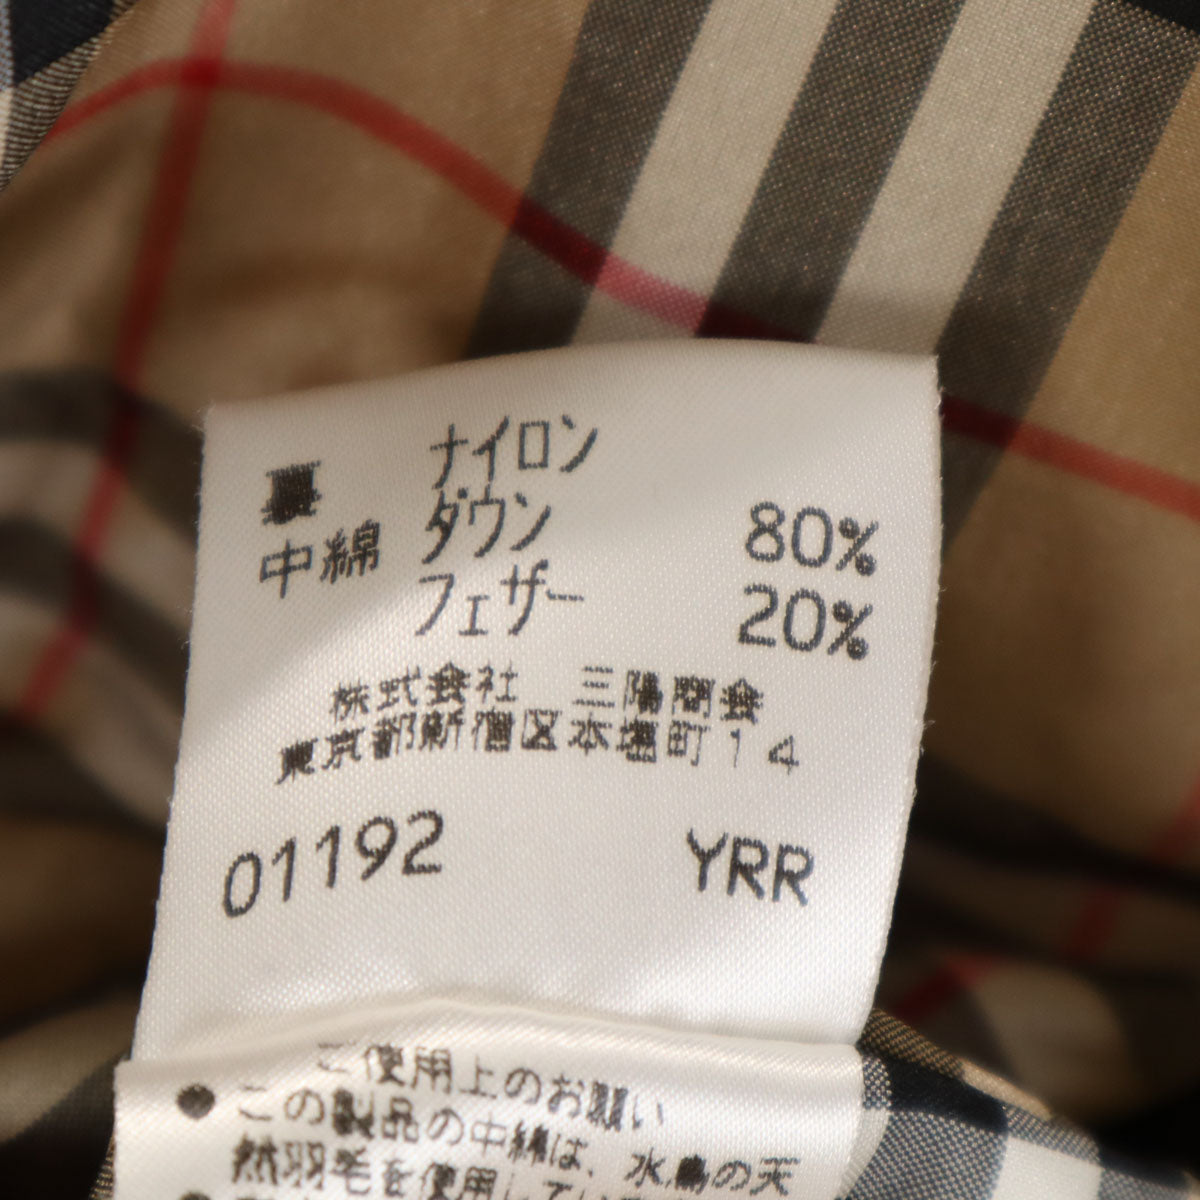 裏 ナイロン
中綿 ダウン 80%
フェザー 20%
株式会社 三陽商会
東京都新宿区本塩町14
01192 YRR
ご使用上のお願い
●この製品の中綿は、水鳥の天
然羽毛を使用してい